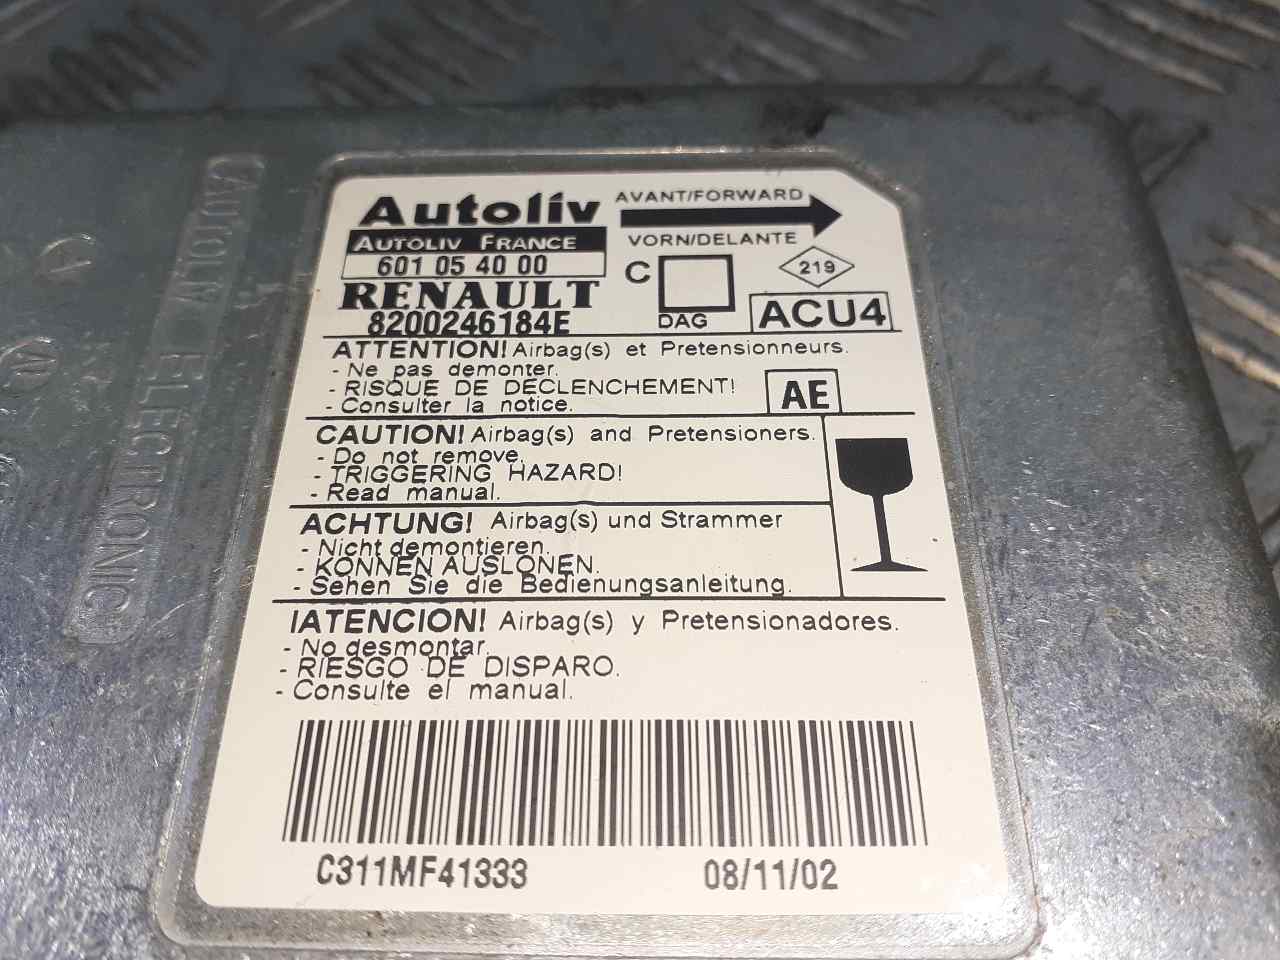 AUTOLIV ELECTRONIC
Autoliv
AVANT/FORWARD
AUTOLIV FRANCE
VORN/DELANTE
601 05 40 00
C
219
RENAULT
DAG
ACU4
8200246184E
ATTENTION! Airbag(s) et Pretensionneurs.
- Ne pas demonter.
- RISQUE DE DECLENCHEMENT!
AE
- Consulter la notice.
CAUTION! Airbag(s) and Pretensioners.
- Do not remove.
- TRIGGERING HAZARD!
- Read manual.
ACHTUNG! Airbag(s) und Strammer
- Nicht demontieren.
- KONNEN AUSLONEN.
- Sehen Sie die Bedienungsanleitung.
IATENCION! Airbag(s) y Pretensionadores.
- No desmontar.
- RIESGO DE DISPARO.
- Consulte el manual.
C311MF41333
08/11/02